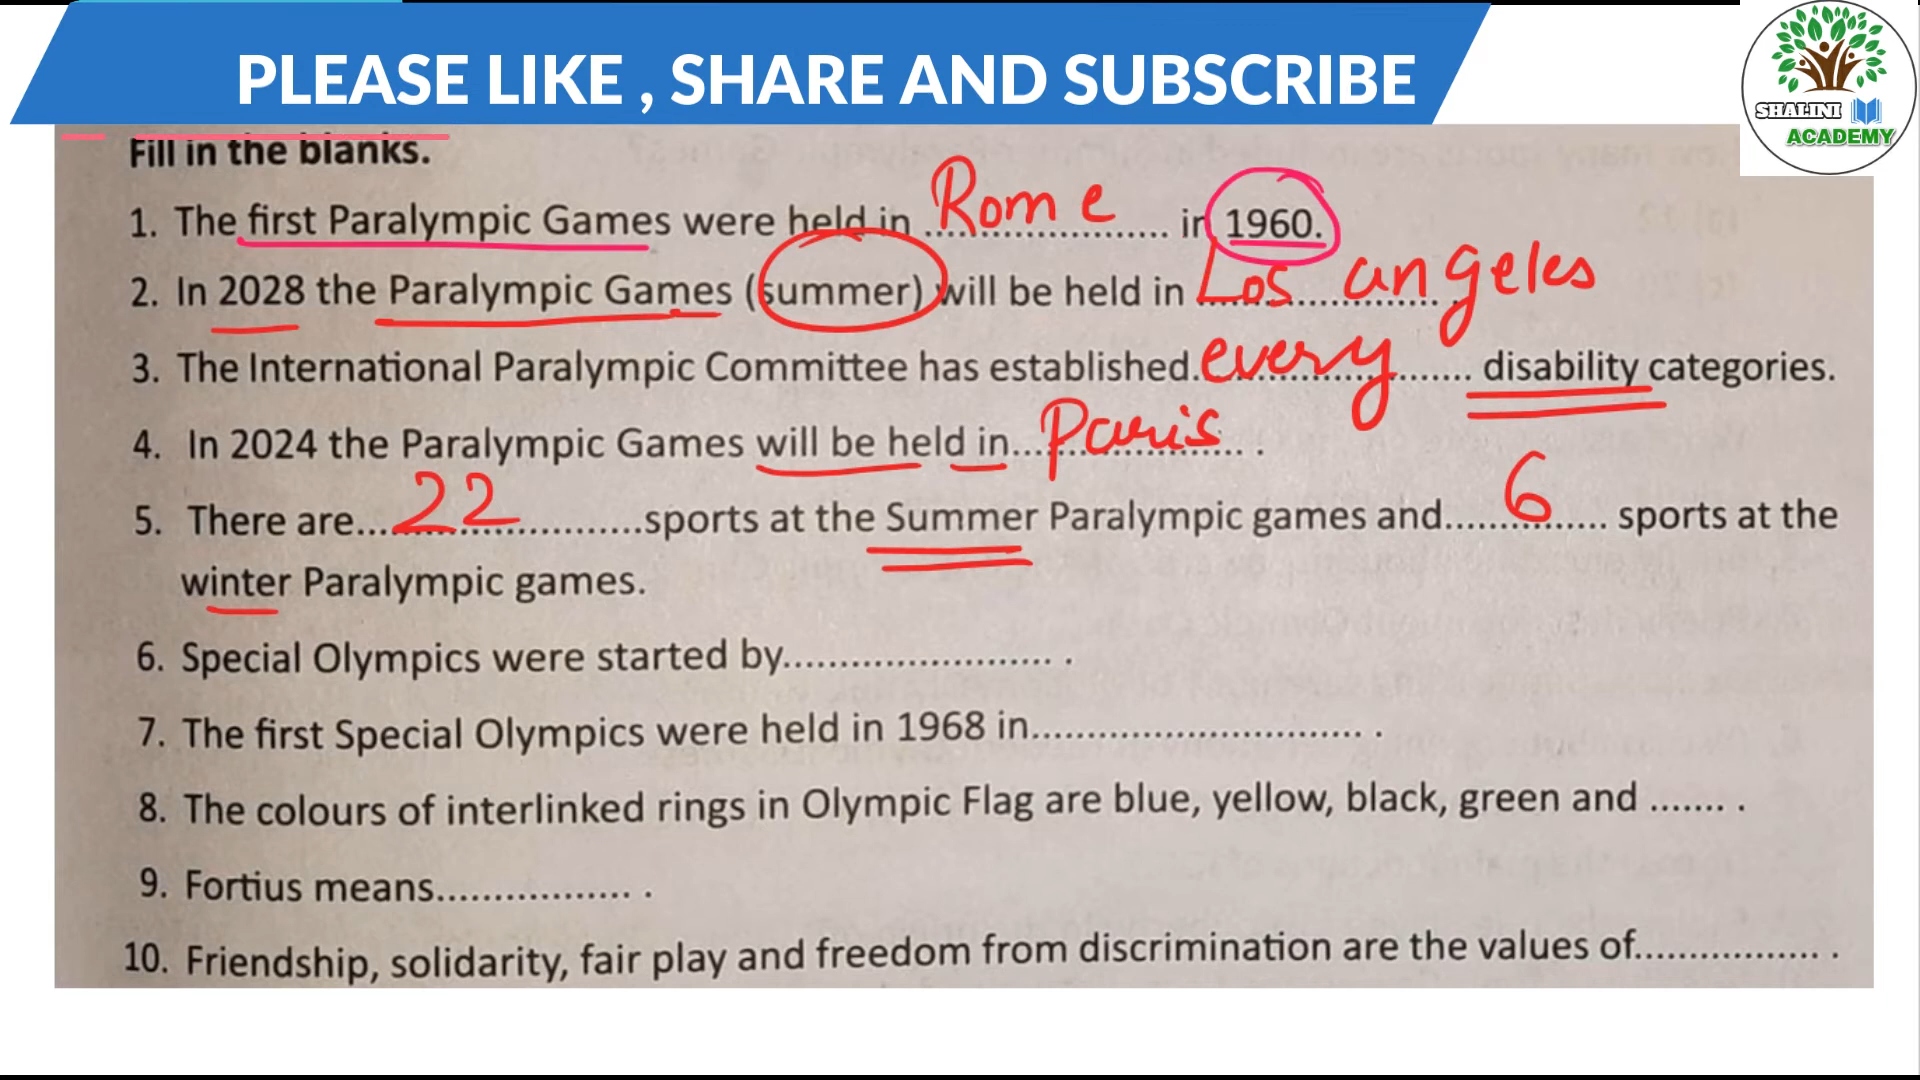 PLEASE LIKE , SHARE AND SUBSCRIBE
SHALINI
ACADEMY
Fill in the blanks.
1. The first Paralympic Games were held in ..... Rome ..... in 1960.
2. In 2028 the Paralympic Games (summer) will be held in Los angeles .
3. The International Paralympic Committee has established. every ........ disability categories.
4. In 2024 the Paralympic Games will be held in... Paris .... .
5. There are... 22 ............sports at the Summer Paralympic games and..... 6 ..... sports at the
winter Paralympic games.
6. Special Olympics were started by........................ .
7. The first Special Olympics were held in 1968 in.............................. .
8. The colours of interlinked rings in Olympic Flag are blue, yellow, black, green and ....... .
9. Fortius means................. .
10. Friendship, solidarity, fair play and freedom from discrimination are the values of................. .